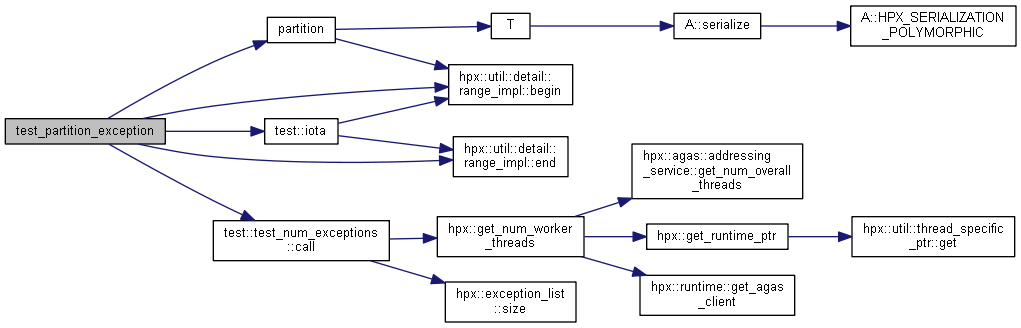 partition
T
A::serialize
A::HPX_SERIALIZATION
_POLYMORPHIC
hpx::util::detail::
range_impl::begin
test_partition_exception
test::iota
hpx::util::detail::
range_impl::end
hpx::agas::addressing
_service::get_num_overall
_threads
test::test_num_exceptions
::call
hpx::get_num_worker
_threads
hpx::get_runtime_ptr
hpx::util::thread_specific
_ptr::get
hpx::runtime::get_agas
_client
hpx::exception_list
::size